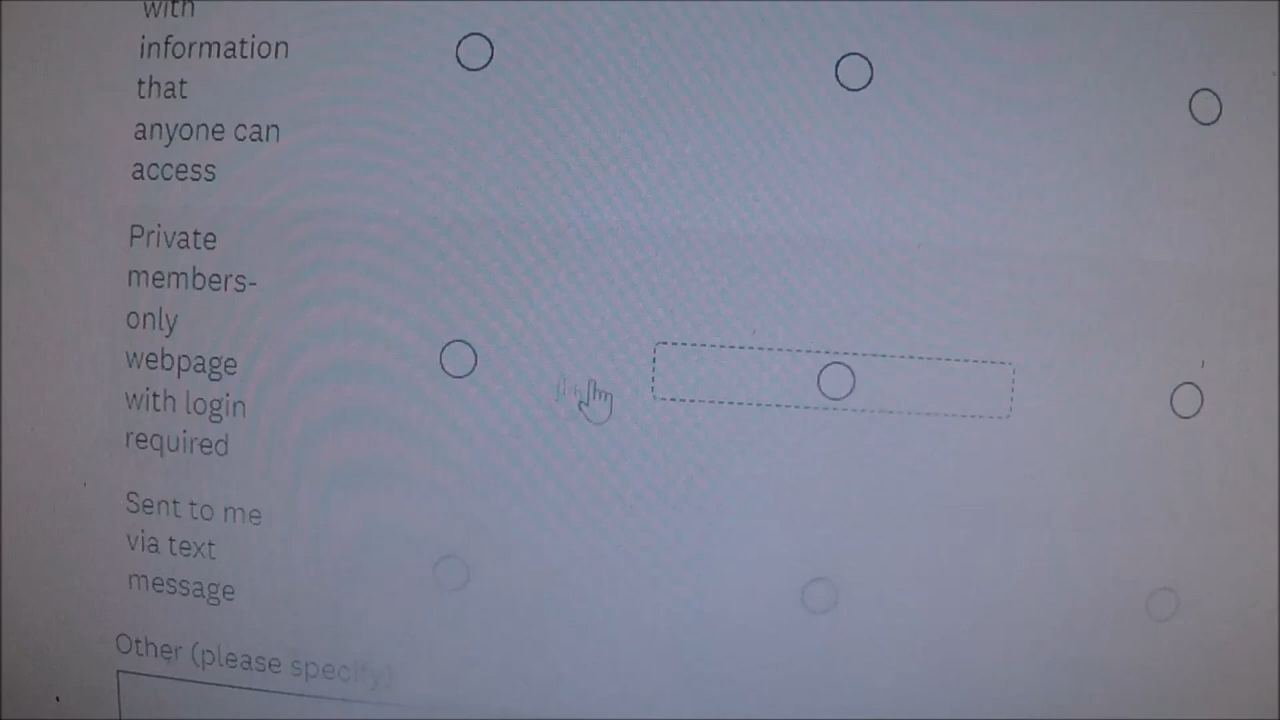 with
information
that
anyone can
access
Private
members-
only
webpage
with login
required
Sent to me
via text
message
Other (please specify)